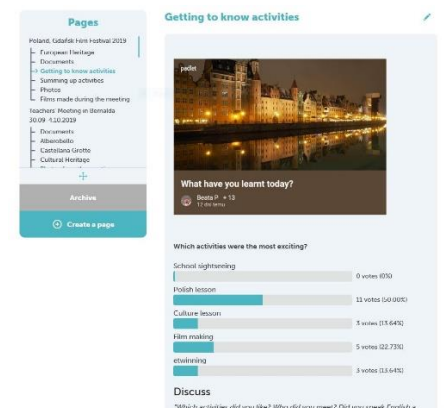 Pages
Poland, Gdańsk Film Festival 2019
European Heritage
Documents
Getting to know activities
Summing up activities
Photos
Films made during the meeting
Teachers' Meeting in Bernalda
30.09 4.10.2019
Documents
Alberobello
Castellana Grotte
Cultural Heritage
Archive
Create a page
Getting to know activities
padlet
What have you learnt today?
Beata P + 13
12 dni temu
Which activities were the most exciting?
School sightseeing
0 votes (0%)
Polish lesson
11 votes (50.00%)
Culture lesson
3 votes (13.64%)
Film making
5 votes (22.73%)
etwinning
3 votes (13.64%)
Discuss
"Which activities did you like? Who did you meet? Did you speak English a